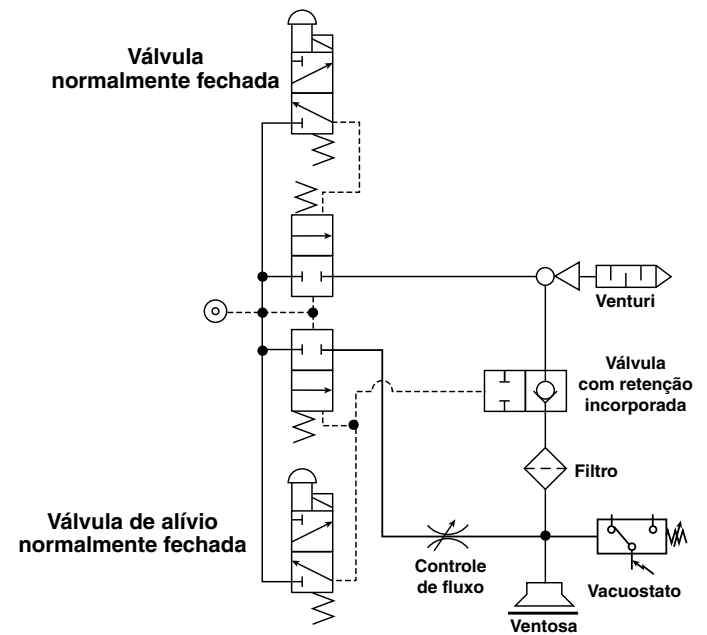 Válvula
normalmente fechada
Venturi
Válvula
com retenção
incorporada
Filtro
Válvula de alívio
normalmente fechada
Controle
de fluxo
Vacuostato
Ventosa